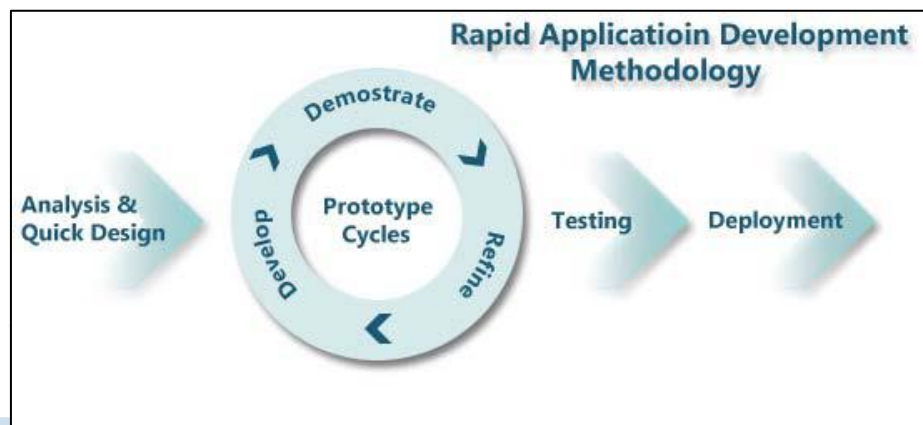 Rapid Applicatioin Development
Methodology
Analysis &
Quick Design
Demostrate
Develop
Refine
Prototype
Cycles
Testing
Deployment